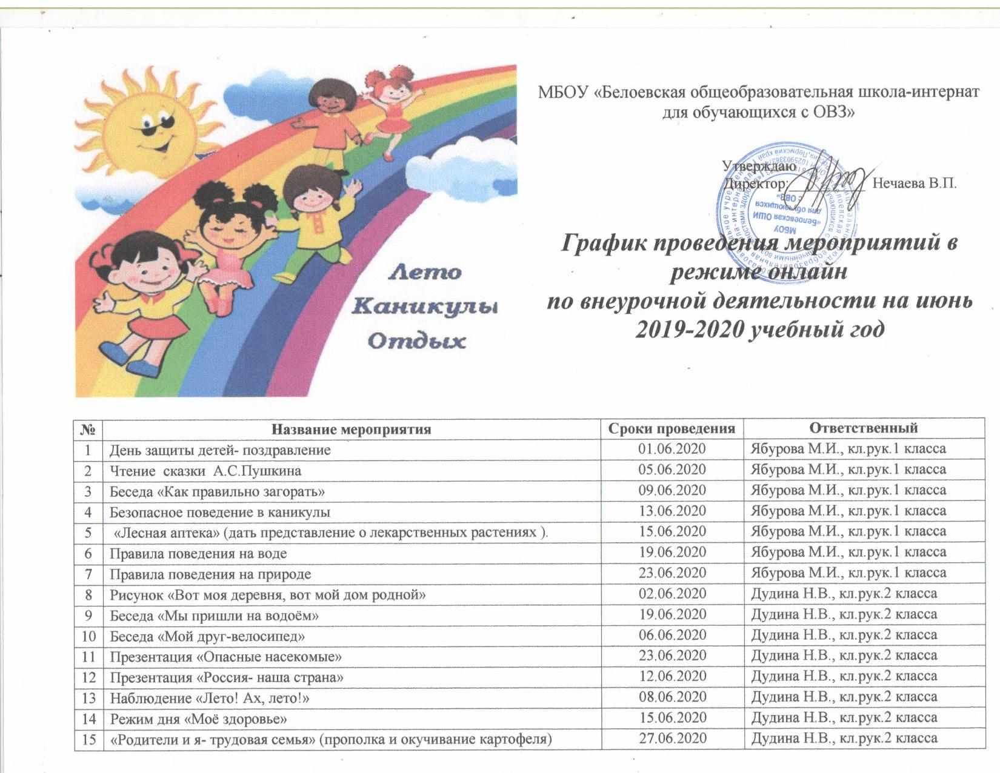 Лето
Каникулы
Отдых
МБОУ «Белоевская общеобразовательная школа-интернат
для обучающихся с ОВЗ»
Утверждаю
Директор:__________ Нечаева В.П.
МБОУ
«Белоевская ОШИ
для обучающихся
с ОВЗ»
График проведения мероприятий в
режиме онлайн
по внеурочной деятельности на июнь
2019-2020 учебный год
№ Название мероприятия Сроки проведения Ответственный
1 День защиты детей- поздравление 01.06.2020 Ябурова М.И., кл.рук.1 класса
2 Чтение сказки А.С.Пушкина 05.06.2020 Ябурова М.И., кл.рук.1 класса
3 Беседа «Как правильно загорать» 09.06.2020 Ябурова М.И., кл.рук.1 класса
4 Безопасное поведение в каникулы 13.06.2020 Ябурова М.И., кл.рук.1 класса
5 «Лесная аптека» (дать представление о лекарственных растениях ). 15.06.2020 Ябурова М.И., кл.рук.1 класса
6 Правила поведения на воде 19.06.2020 Ябурова М.И., кл.рук.1 класса
7 Правила поведения на природе 23.06.2020 Ябурова М.И., кл.рук.1 класса
8 Рисунок «Вот моя деревня, вот мой дом родной» 02.06.2020 Дудина Н.В., кл.рук.2 класса
9 Беседа «Мы пришли на водоём» 19.06.2020 Дудина Н.В., кл.рук.2 класса
10 Беседа «Мой друг-велосипед» 06.06.2020 Дудина Н.В., кл.рук.2 класса
11 Презентация «Опасные насекомые» 23.06.2020 Дудина Н.В., кл.рук.2 класса
12 Презентация «Россия- наша страна» 12.06.2020 Дудина Н.В., кл.рук.2 класса
13 Наблюдение «Лето! Ах, лето!» 08.06.2020 Дудина Н.В., кл.рук.2 класса
14 Режим дня «Моё здоровье» 15.06.2020 Дудина Н.В., кл.рук.2 класса
15 «Родители и я- трудовая семья» (прополка и окучивание картофеля) 27.06.2020 Дудина Н.В., кл.рук.2 класса